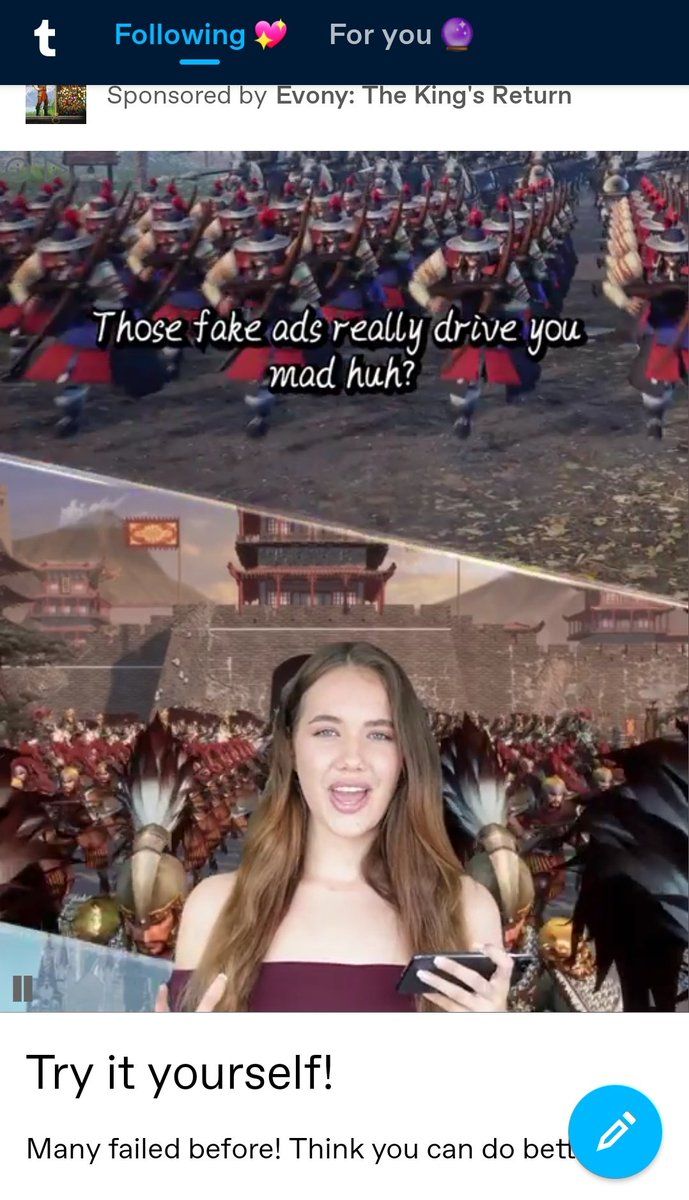 t Following 💖 For you 🔮
Sponsored by Evony: The King's Return
Those fake ads really drive you
mad huh?
Try it yourself!
Many failed before! Think you can do